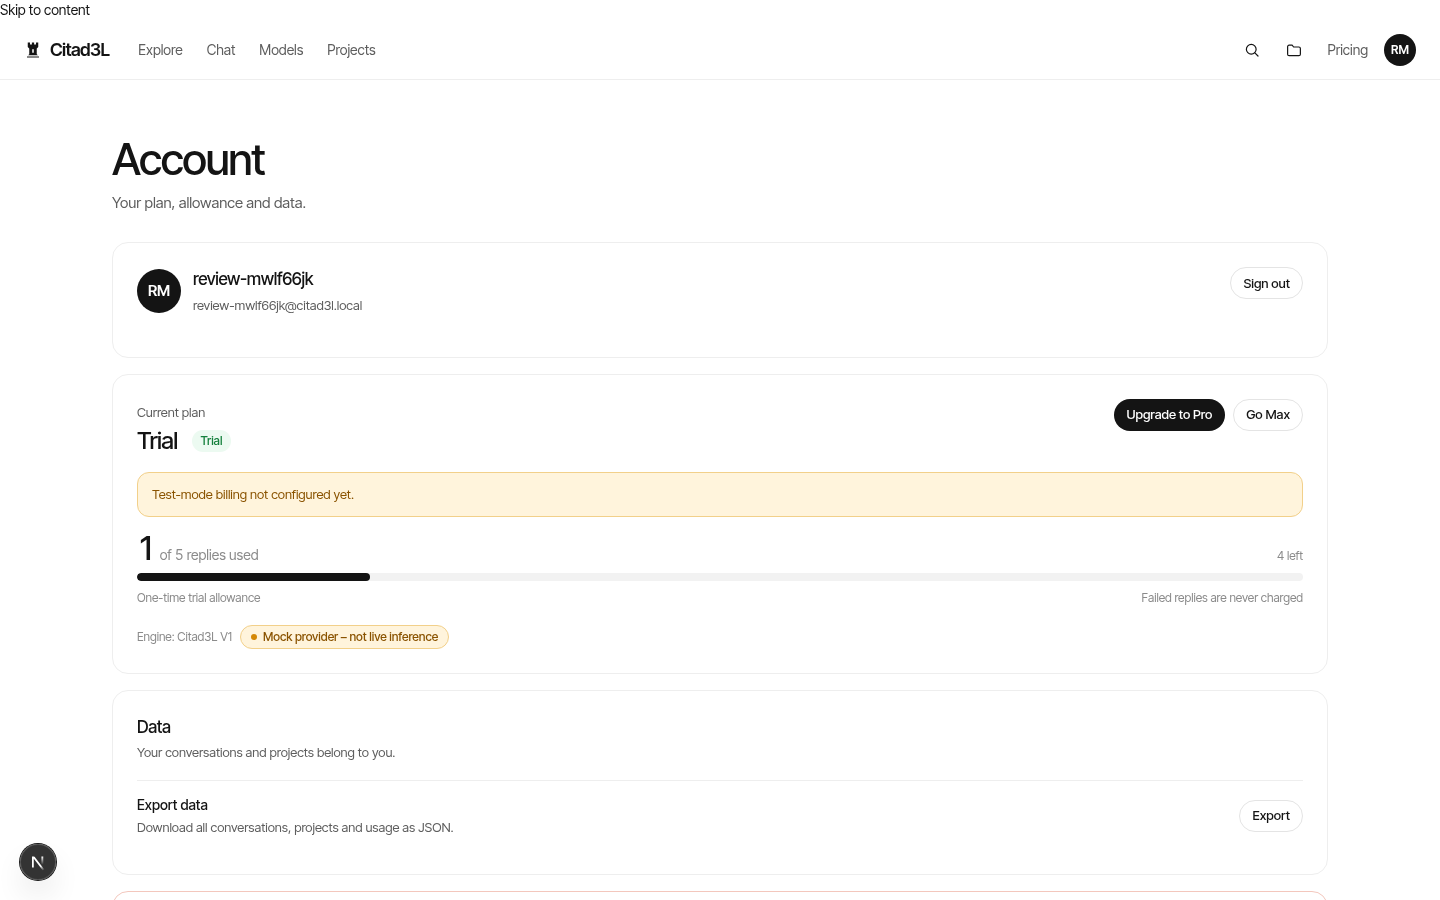 Skip to content
Citad3L
Explore
Chat
Models
Projects
Pricing
RM
Account
Your plan, allowance and data.
RM
review-mwlf66jk
review-mwlf66jk@citad3l.local
Sign out
Current plan
Trial
Trial
Upgrade to Pro
Go Max
Test-mode billing not configured yet.
1 of 5 replies used
4 left
One-time trial allowance
Failed replies are never charged
Engine: Citad3L V1
Mock provider – not live inference
Data
Your conversations and projects belong to you.
Export data
Download all conversations, projects and usage as JSON.
Export
N